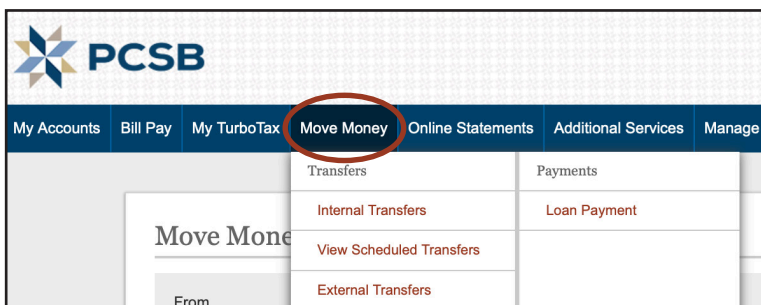 PCSB
My Accounts Bill Pay My TurboTax Move Money Online Statements Additional Services Manage
Transfers Payments
Internal Transfers Loan Payment
Move Mone
View Scheduled Transfers
External Transfers
From